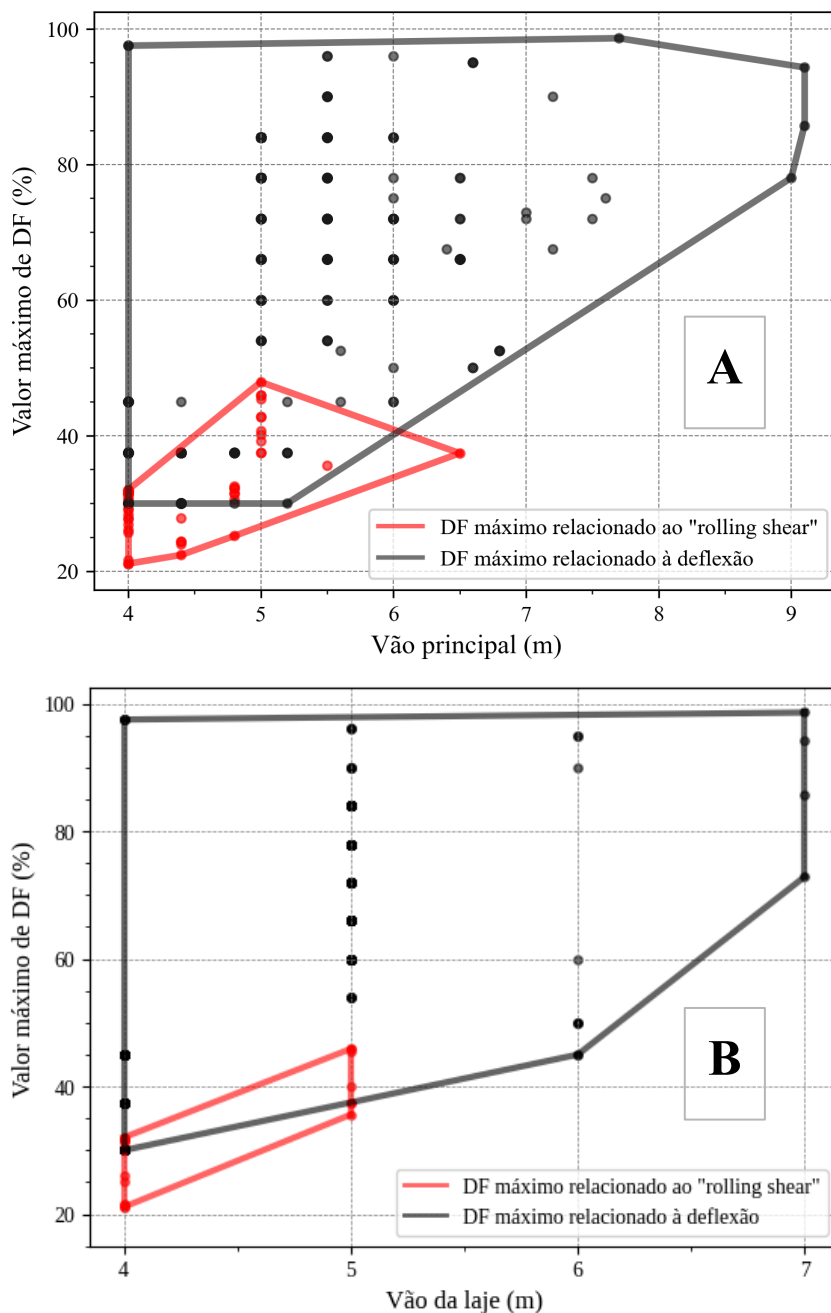 100
80
60
40
20
Valor máximo de DF (%)
A
DF máximo relacionado ao "rolling shear"
DF máximo relacionado à deflexão
4 5 6 7 8 9
Vão principal (m)
100
80
60
40
20
Valor máximo de DF (%)
B
DF máximo relacionado ao "rolling shear"
DF máximo relacionado à deflexão
4 5 6 7
Vão da laje (m)